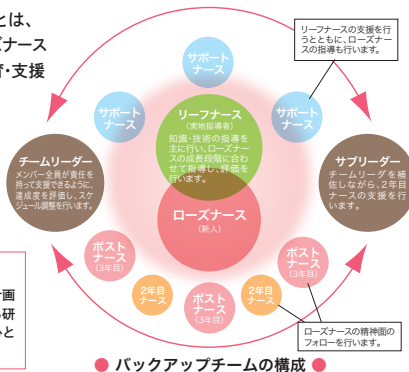 とは、
ズナース
育・支援
リーフナースの支援を行
うとともに、ローズナー
スの指導も行います。
サポート
ナース
サポート
ナース
サポート
ナース
リーフナース
(実地指導者)
知識・技術の指導を
主に行い、ローズナース
の成長段階に合わ
せて指導し、評価を
行います。
チームリーダー
メンバー全員が責任を
持って支援できるように、
達成度を評価し、スケ
ジュール調整を行います。
サブリーダー
チームリーダを補
佐しながら、2年目
ナースの支援を行
います。
ローズナース
(新人)
ポスト
ナース
(3年目)
ポスト
ナース
(3年目)
2年目
ナース
ポスト
ナース
(3年目)
2年目
ナース
計画
る研
ひと
ローズナースの精神面の
フォローを行います。
● バックアップチームの構成 ●